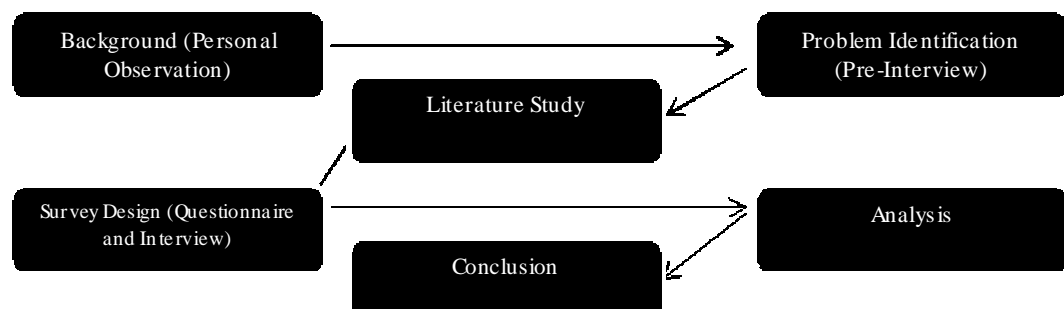 Background (Personal
Observation)
Problem Identification
(Pre-Interview)
Literature Study
Survey Design (Questionnaire
and Interview)
Analysis
Conclusion